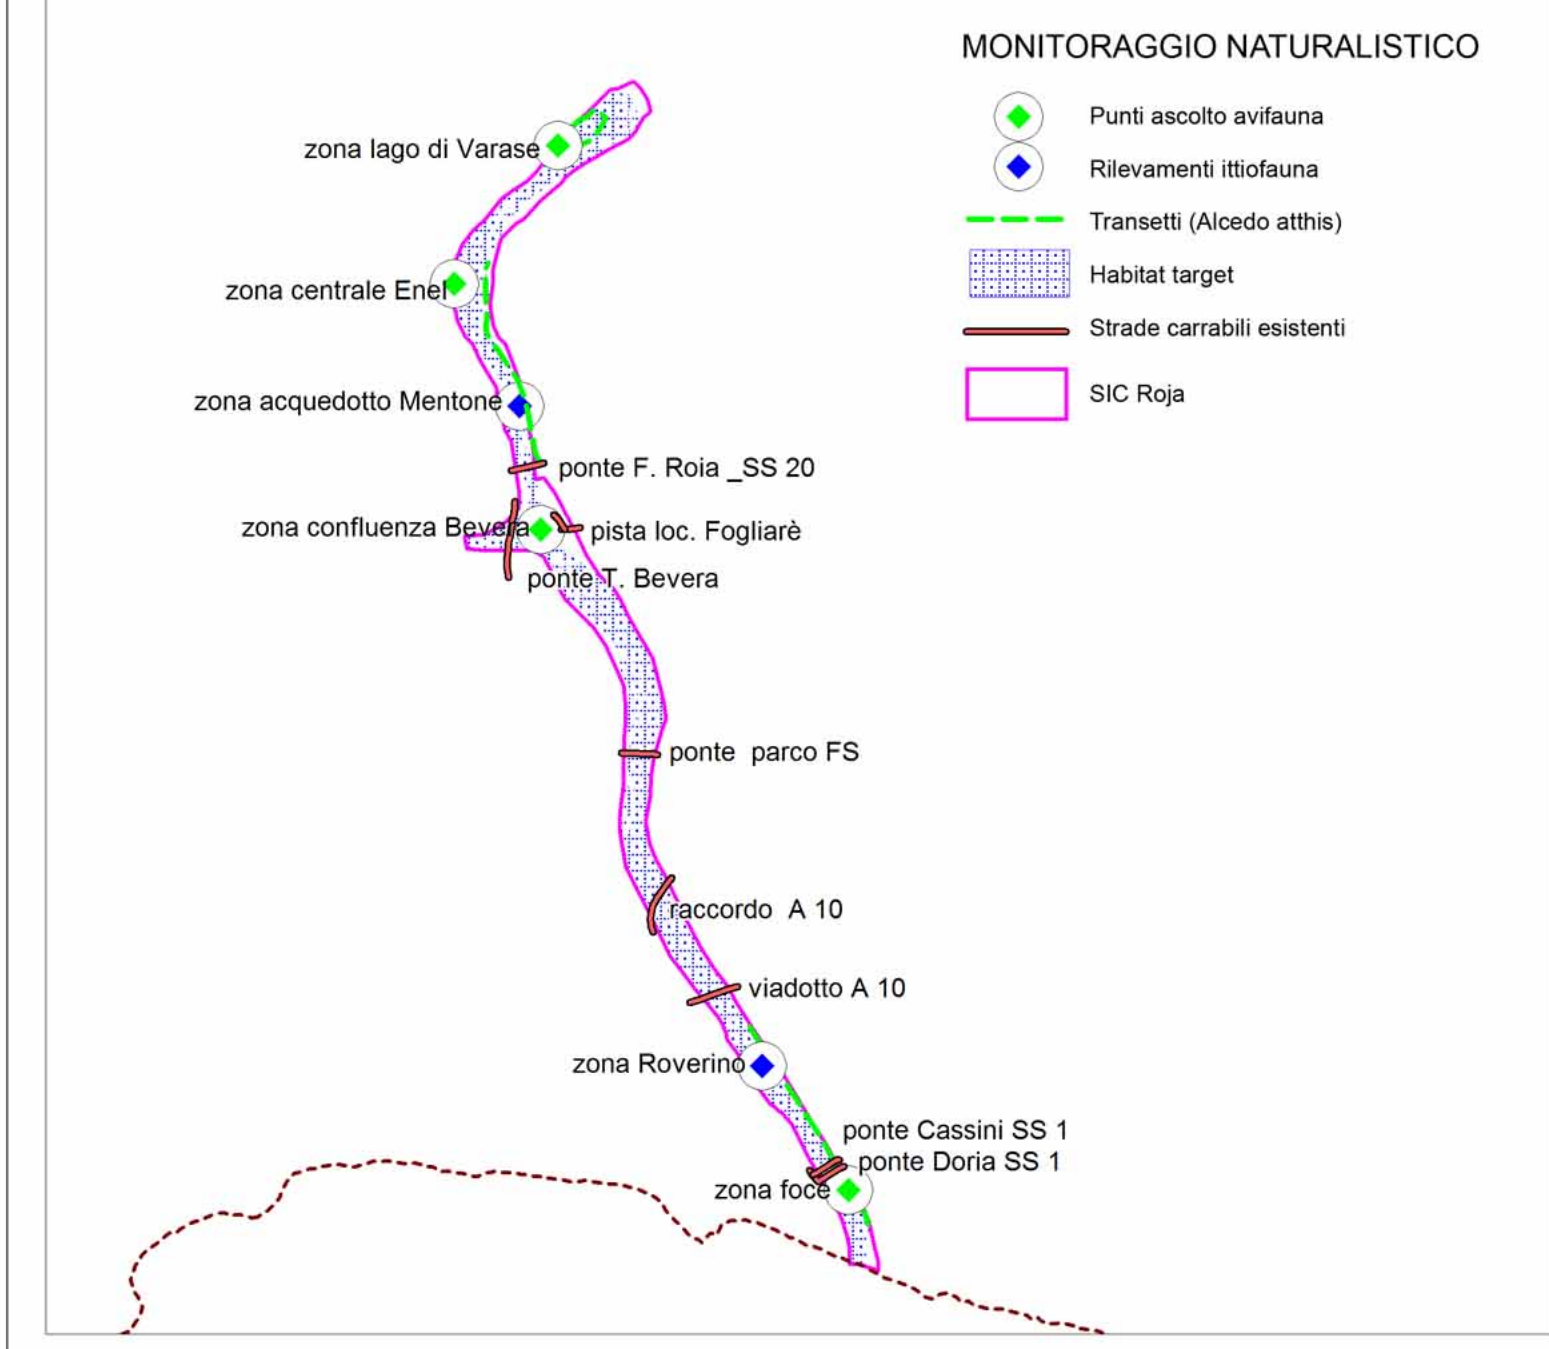 MONITORAGGIO NATURALISTICO
Punti ascolto avifauna
Rilevamenti ittiofauna
Transetti (Alcedo atthis)
Habitat target
Strade carrabili esistenti
SIC Roja
zona lago di Varase
zona centrale Enel
zona acquedotto Mentone
ponte F. Roia _SS 20
zona confluenza Bevera
pista loc. Fogliarè
ponte T. Bevera
ponte  parco FS
raccordo  A 10
viadotto A 10
zona Roverino
ponte Cassini SS 1
ponte Doria SS 1
zona foce